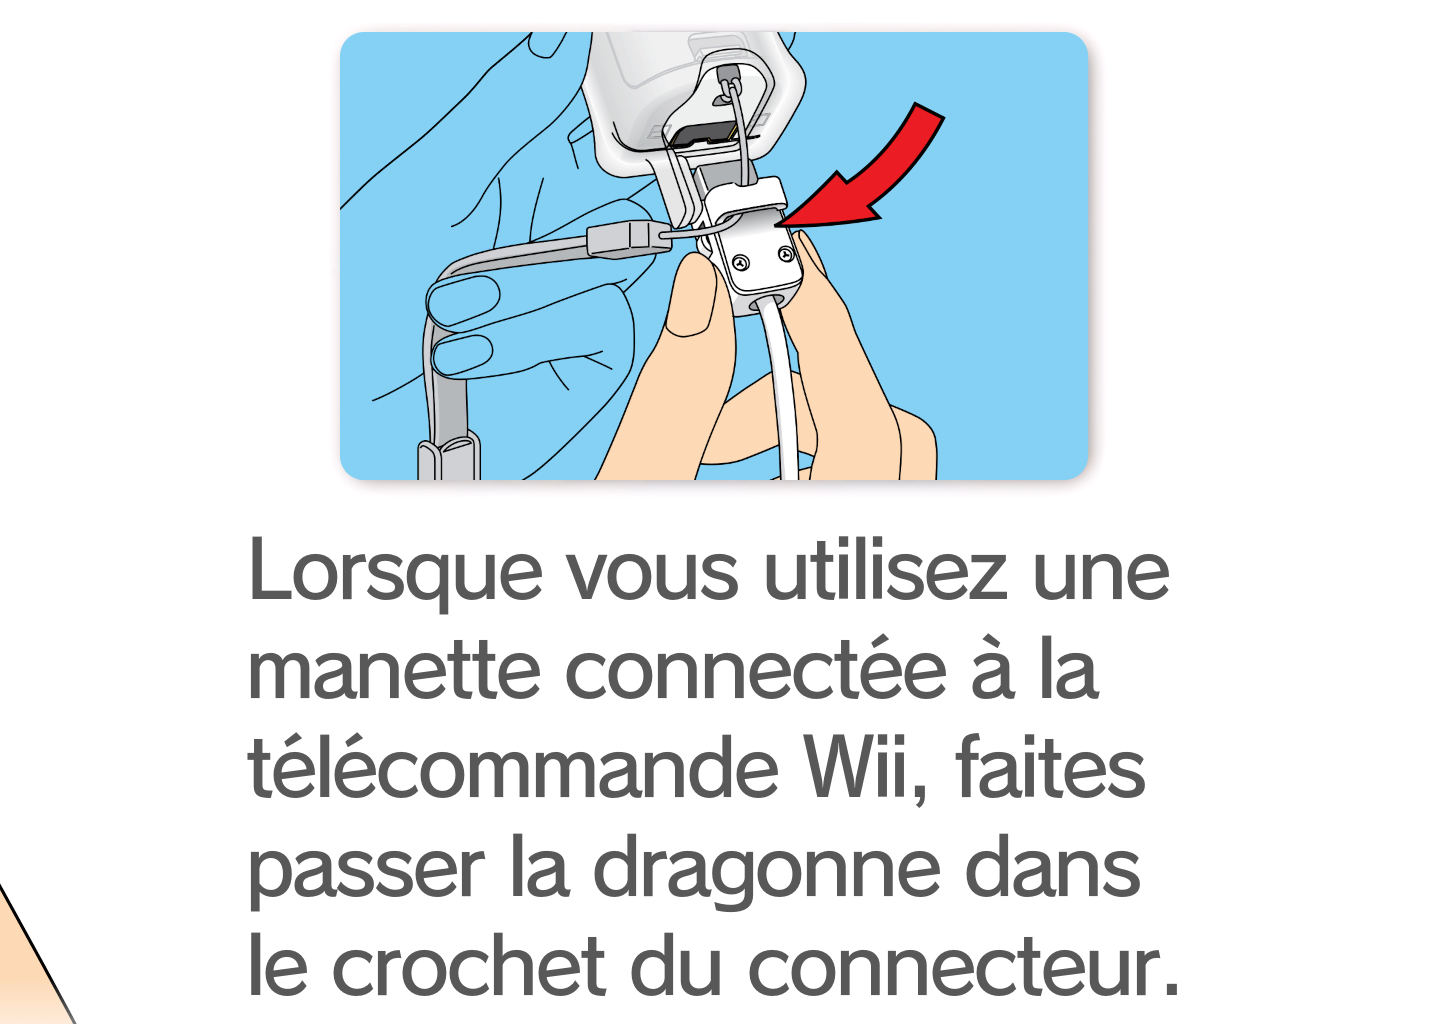 Lorsque vous utilisez une
manette connectée à la
télécommande Wii, faites
passer la dragonne dans
le crochet du connecteur.